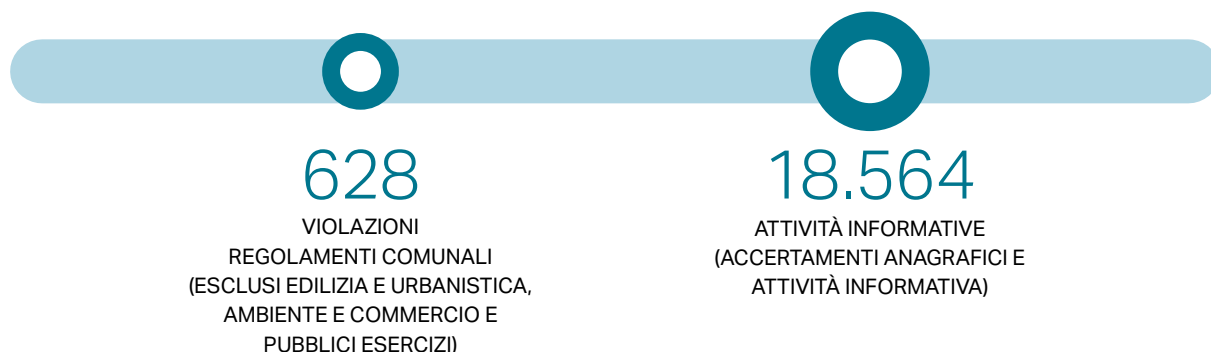 628
VIOLAZIONI
REGOLAMENTI COMUNALI
(ESCLUSI EDILIZIA E URBANISTICA,
AMBIENTE E COMMERCIO E
PUBBLICI ESERCIZI)
18.564
ATTIVITÀ INFORMATIVE
(ACCERTAMENTI ANAGRAFICI E
ATTIVITÀ INFORMATIVA)